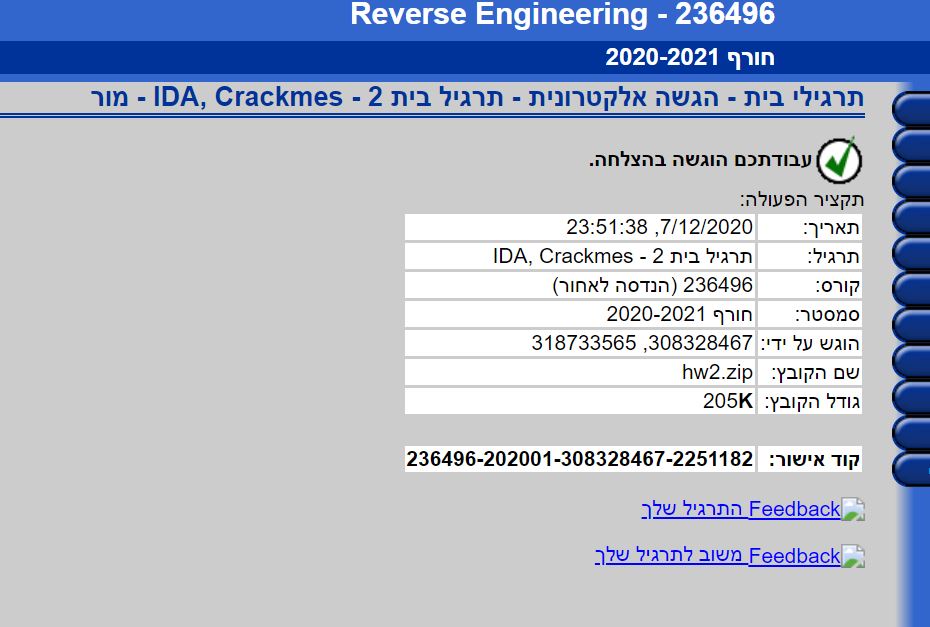 Reverse Engineering - 236496
חורף 2020-2021
תרגילי בית - הגשה אלקטרונית - תרגיל בית 2 - IDA, Crackmes - מור
עבודתכם הוגשה בהצלחה.
תקציר הפעולה:
תאריך: 7/12/2020, 23:51:38
תרגיל: תרגיל בית 2 - IDA, Crackmes
קורס: 236496 (הנדסה לאחור)
סמסטר: חורף 2020-2021
הוגש על ידי: 308328467, 318733565
שם הקובץ: hw2.zip
גודל הקובץ: 205K
קוד אישור: 236496-202001-308328467-2251182
Feedback התרגיל שלך
Feedback משוב לתרגיל שלך